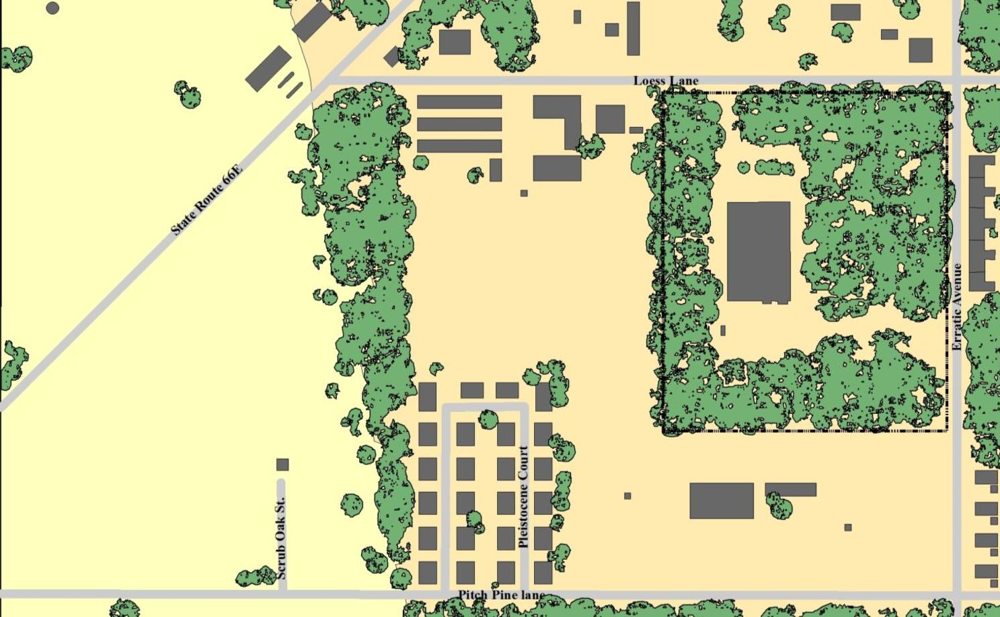 Loess Lane
State Route 66E
Erratic Avenue
Pleistocene Court
Scrub Oak St.
Pitch Pine lane